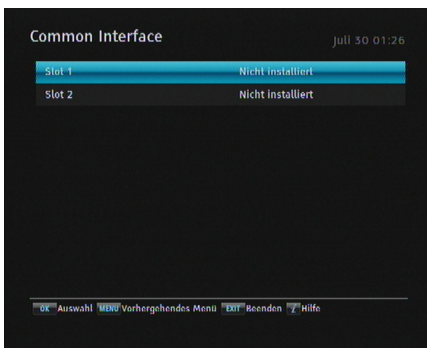 Common Interface
Juli 30 01:26
Slot 1 Nicht installiert
Slot 2 Nicht installiert
OK Auswahl MENU Vorhergehendes Menü EXIT Beenden i Hilfe